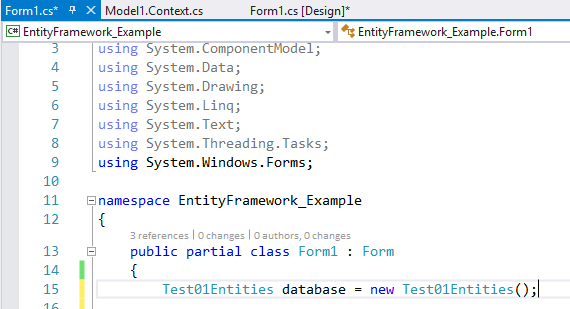 Form1.cs* Model1.Context.cs Form1.cs [Design]*
C# EntityFramework_Example EntityFramework_Example.Form1
3 using System.ComponentModel;
4 using System.Data;
5 using System.Drawing;
6 using System.Linq;
7 using System.Text;
8 using System.Threading.Tasks;
9 using System.Windows.Forms;
10
11 namespace EntityFramework_Example
12 {
3 references | 0 changes | 0 authors, 0 changes
13 public partial class Form1 : Form
14 {
15 Test01Entities database = new Test01Entities();
16